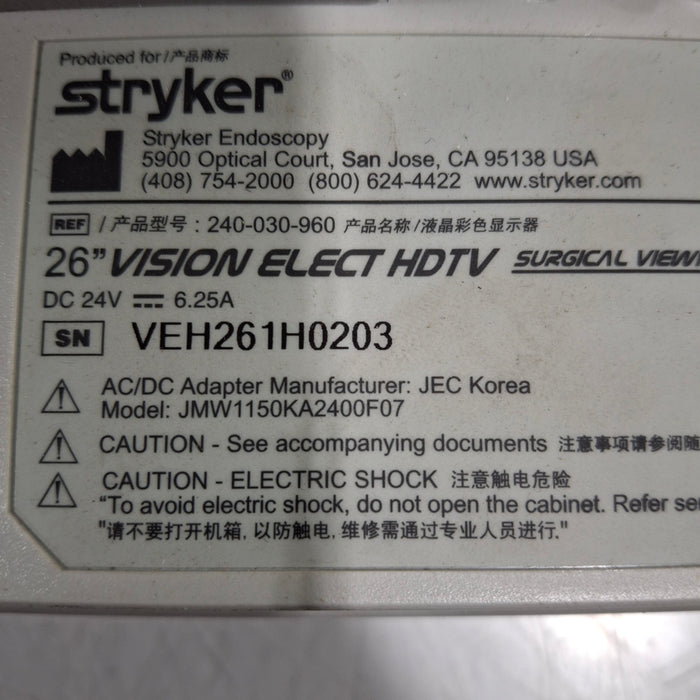 Produced for/产品商标
stryker®
Stryker Endoscopy
5900 Optical Court, San Jose, CA 95138 USA
(408) 754-2000 (800) 624-4422 www.stryker.com
REF /产品型号: 240-030-960 产品名称/液晶彩色显示器
26" VISION ELECT HDTV SURGICAL VIEW
DC 24V ⎓ 6.25A
SN VEH261H0203
AC/DC Adapter Manufacturer: JEC Korea
Model: JMW1150KA2400F07
CAUTION - See accompanying documents 注意事项请参阅随
CAUTION - ELECTRIC SHOCK 注意触电危险
"To avoid electric shock, do not open the cabinet. Refer se
"请不要打开机箱, 以防触电, 维修需通过专业人员进行."